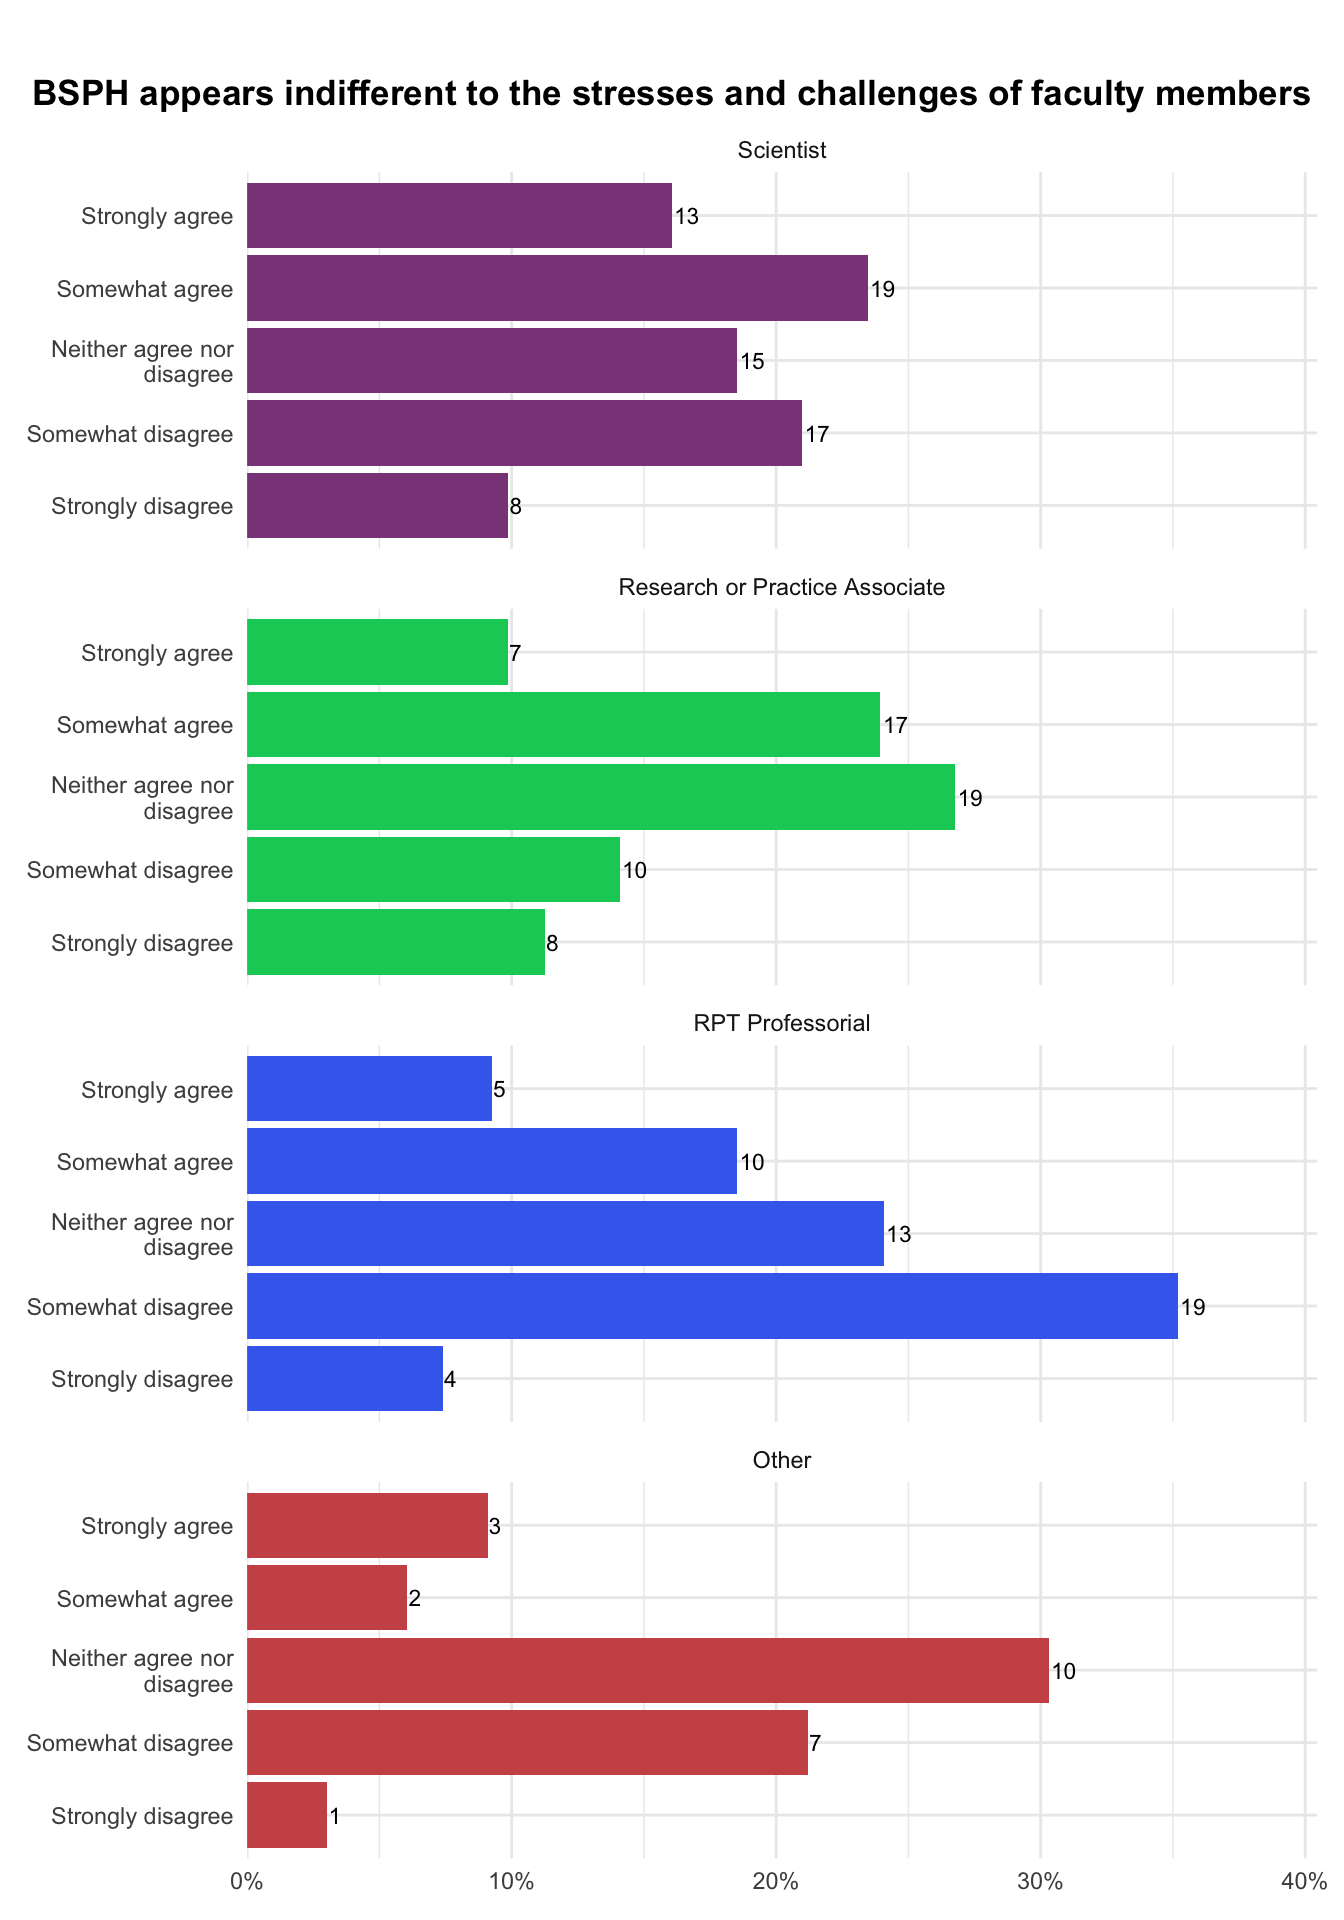 BSPH appears indifferent to the stresses and challenges of faculty members
Scientist
Strongly agree
13
Somewhat agree
19
Neither agree nor
disagree
15
Somewhat disagree
17
Strongly disagree
8
Research or Practice Associate
Strongly agree
7
Somewhat agree
17
Neither agree nor
disagree
19
Somewhat disagree
10
Strongly disagree
8
RPT Professorial
Strongly agree
5
Somewhat agree
10
Neither agree nor
disagree
13
Somewhat disagree
19
Strongly disagree
4
Other
Strongly agree
3
Somewhat agree
2
Neither agree nor
disagree
10
Somewhat disagree
7
Strongly disagree
1
0% 10% 20% 30% 40%